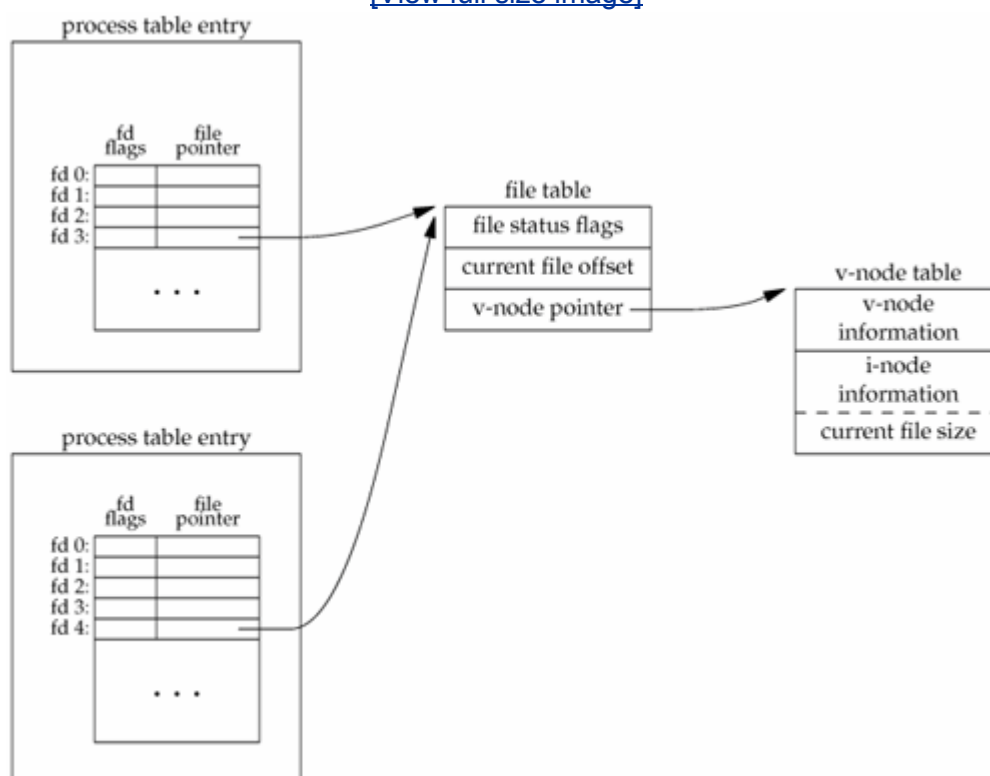 [View full size image]
process table entry
fd flags
file pointer
fd 0:
fd 1:
fd 2:
fd 3:
. . .
file table
file status flags
current file offset
v-node pointer
v-node table
v-node
information
i-node
information
current file size
process table entry
fd flags
file pointer
fd 0:
fd 1:
fd 2:
fd 3:
fd 4:
. . .